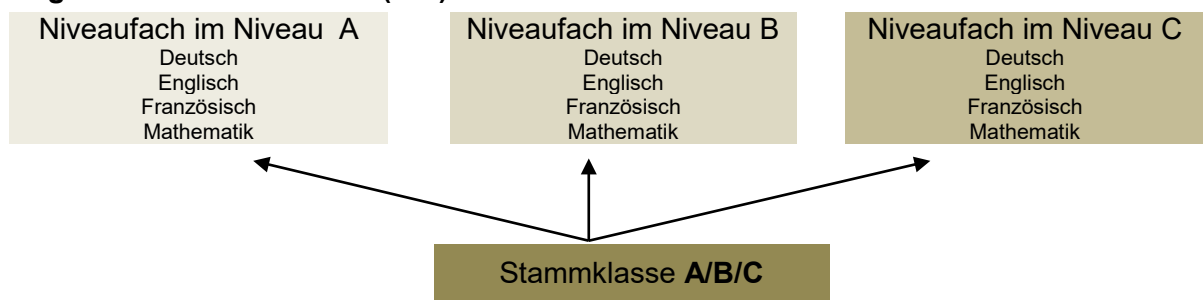 Niveaufach im Niveau A
Deutsch
Englisch
Französisch
Mathematik
Niveaufach im Niveau B
Deutsch
Englisch
Französisch
Mathematik
Niveaufach im Niveau C
Deutsch
Englisch
Französisch
Mathematik
Stammklasse A/B/C